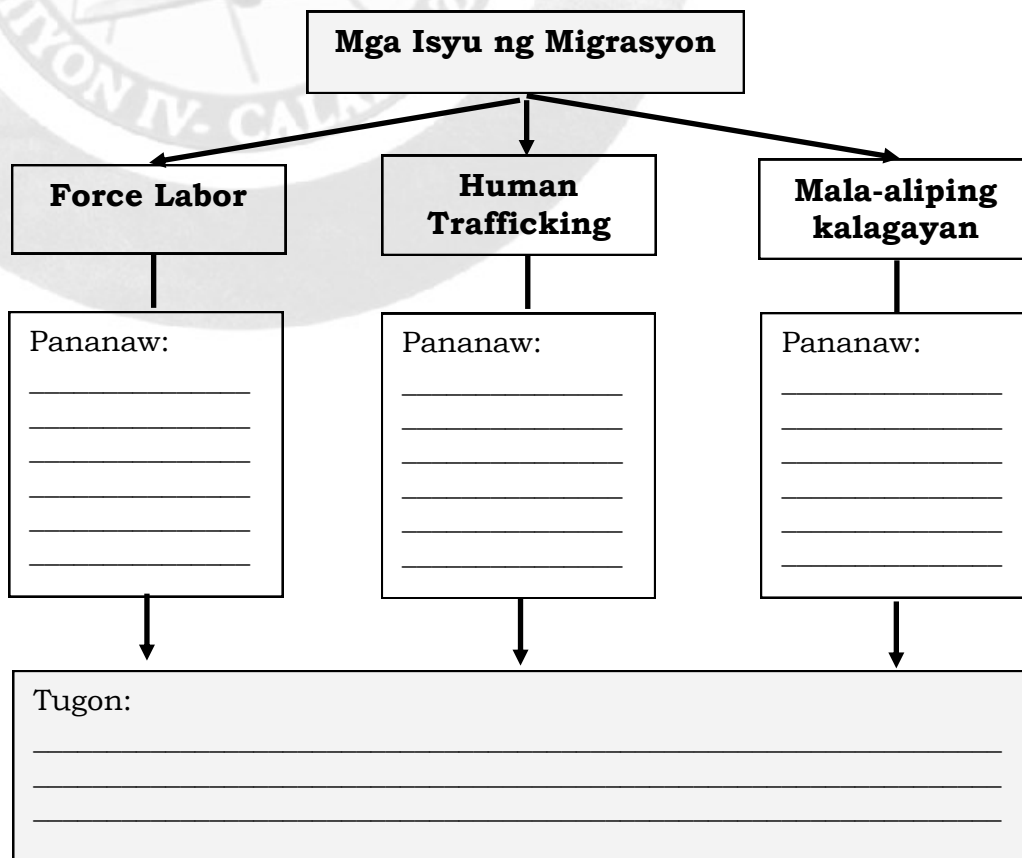 Mga Isyu ng Migrasyon
Force Labor
Human
Trafficking
Mala-aliping
kalagayan
Pananaw:
Pananaw:
Pananaw:
Tugon: